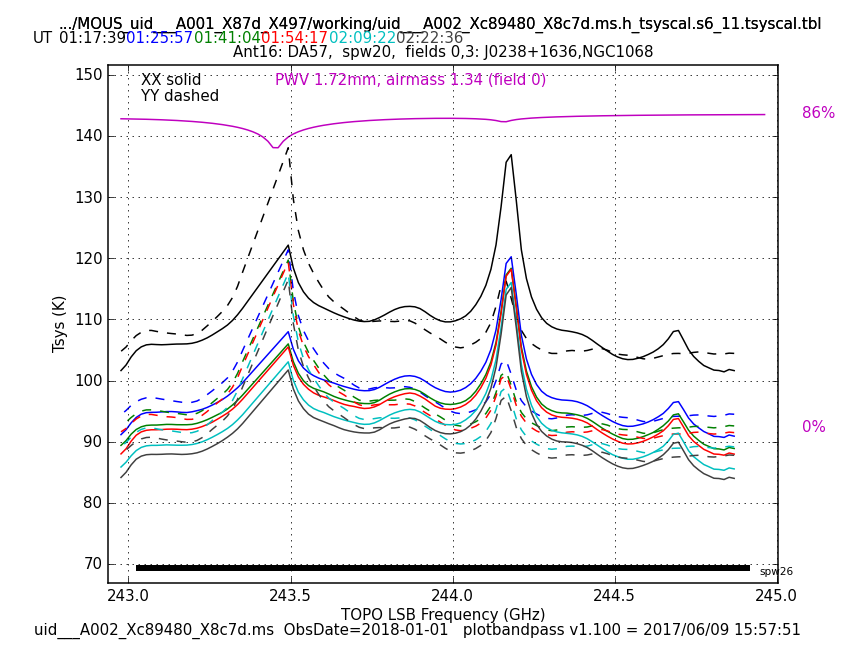 .../MOUS_uid___A001_X87d_X497/working/uid___A002_Xc89480_X8c7d.ms.h_tsyscal.s6_11.tsyscal.tbl
UT 01:17:39 01:25:57 01:41:04 01:54:17 02:09:22 02:22:36
Ant16: DA57, spw20, fields 0,3: J0238+1636,NGC1068
XX solid
PWV 1.72mm, airmass 1.34 (field 0)
YY dashed
86%
0%
150
140
130
120
110
100
90
80
70
Tsys (K)
spw26
243.0 243.5 244.0 244.5 245.0
TOPO LSB Frequency (GHz)
uid___A002_Xc89480_X8c7d.ms ObsDate=2018-01-01 plotbandpass v1.100 = 2017/06/09 15:57:51